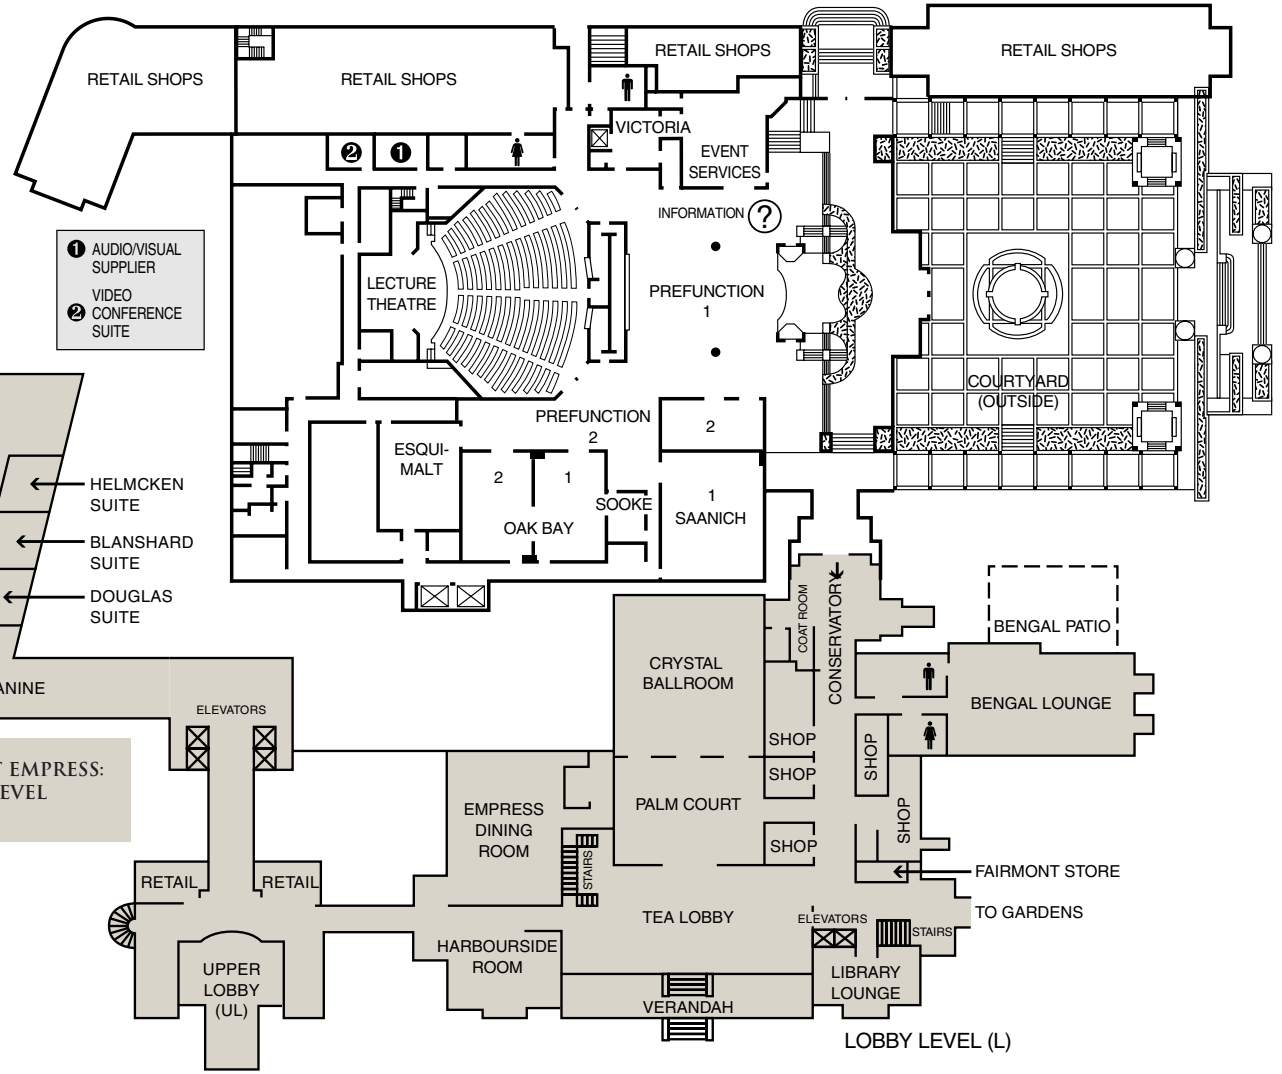 RETAIL SHOPS
RETAIL SHOPS
RETAIL SHOPS
RETAIL SHOPS
VICTORIA
EVENT
SERVICES
2
1
INFORMATION ?
1 AUDIO/VISUAL
SUPPLIER
VIDEO
2 CONFERENCE
SUITE
LECTURE
THEATRE
PREFUNCTION
1
COURTYARD
(OUTSIDE)
PREFUNCTION
2
2
ESQUI-
MALT
2
1
OAK BAY
SOOKE
1
SAANICH
HELMCKEN
SUITE
BLANSHARD
SUITE
DOUGLAS
SUITE
ANINE
ELEVATORS
T EMPRESS:
EVEL
COAT ROOM
CONSERVATORY
BENGAL PATIO
CRYSTAL
BALLROOM
BENGAL LOUNGE
SHOP
SHOP
SHOP
SHOP
SHOP
PALM COURT
EMPRESS
DINING
ROOM
STAIRS
FAIRMONT STORE
RETAIL
RETAIL
TEA LOBBY
ELEVATORS
STAIRS
TO GARDENS
HARBOURSIDE
ROOM
UPPER
LOBBY
(UL)
LIBRARY
LOUNGE
VERANDAH
LOBBY LEVEL (L)